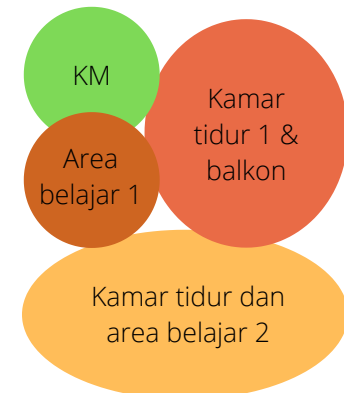 KM
Kamar
tidur 1 &
balkon
Area
belajar 1
Kamar tidur dan
area belajar 2